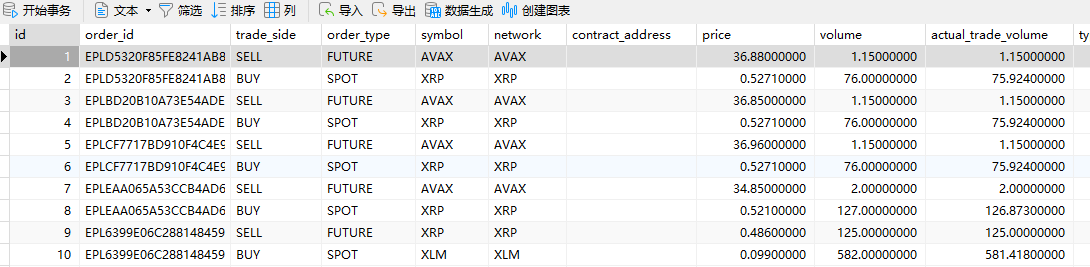 开始事务 文本 筛选 排序 列 导入 导出 数据生成 创建图表
id order_id trade_side order_type symbol network contract_address price volume actual_trade_volume ty
1 EPLD5320F85FE8241AB8 SELL FUTURE AVAX AVAX 36.88000000 1.15000000 1.15000000
2 EPLD5320F85FE8241AB8 BUY SPOT XRP XRP 0.52710000 76.00000000 75.92400000
3 EPLBD20B10A73E54ADE SELL FUTURE AVAX AVAX 36.85000000 1.15000000 1.15000000
4 EPLBD20B10A73E54ADE BUY SPOT XRP XRP 0.52710000 76.00000000 75.92400000
5 EPLCF7717BD910F4C4E9 SELL FUTURE AVAX AVAX 36.96000000 1.15000000 1.15000000
6 EPLCF7717BD910F4C4E9 BUY SPOT XRP XRP 0.52710000 76.00000000 75.92400000
7 EPLEAA065A53CCB4AD6 SELL FUTURE AVAX AVAX 34.85000000 2.00000000 2.00000000
8 EPLEAA065A53CCB4AD6 BUY SPOT XRP XRP 0.52100000 127.00000000 126.87300000
9 EPL6399E06C288148459 SELL FUTURE XRP XRP 0.48600000 125.00000000 125.00000000
10 EPL6399E06C288148459 BUY SPOT XLM XLM 0.09900000 582.00000000 581.41800000